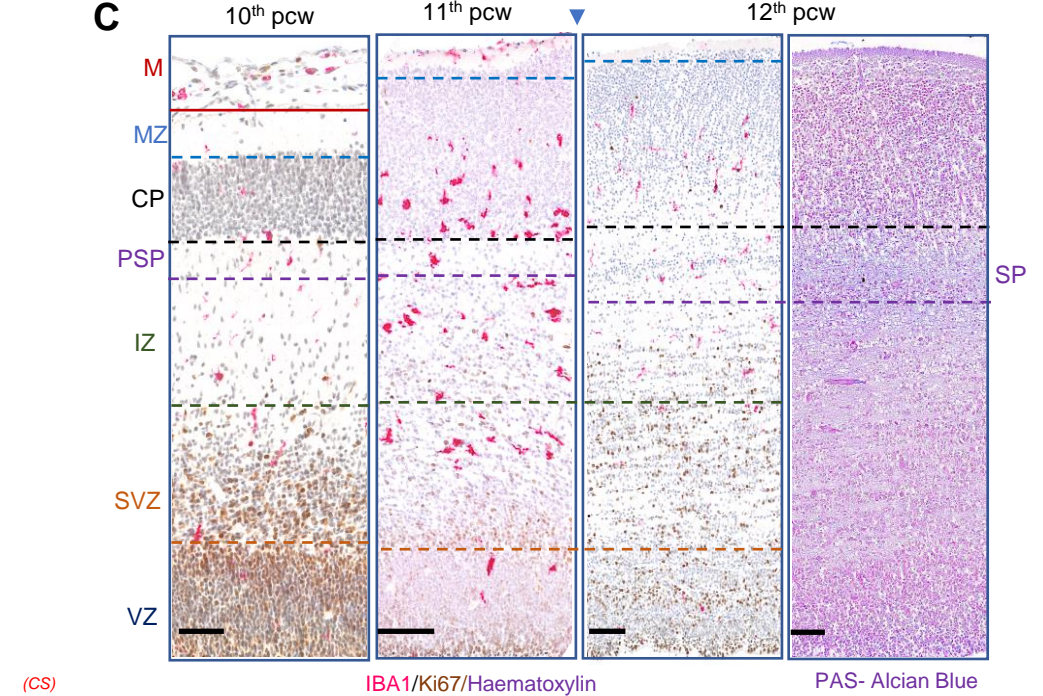 C
10th pcw
11th pcw
12th pcw
M
MZ
CP
PSP
SP
IZ
SVZ
VZ
(CS)
IBA1/Ki67/Haematoxylin
PAS- Alcian Blue